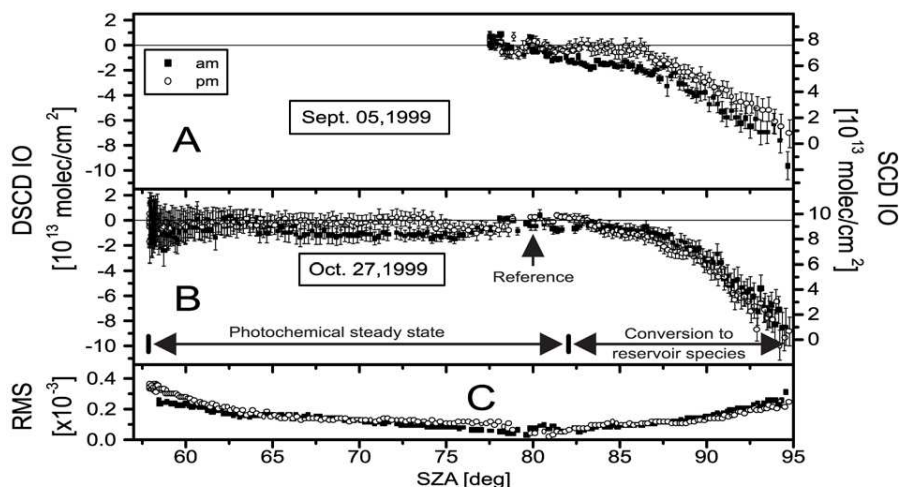 2
0
-2
-4
-6
-8
-10
am
pm
Sept. 05,1999
A
8
6
4
2
0
DSCD IO
[10^13 molec/cm^2]
[10^13 molec/cm^2]
SCD IO
2
0
-2
-4
-6
-8
-10
Oct. 27,1999
Reference
B
Photochemical steady state
Conversion to
reservoir species
10
8
6
4
2
0
RMS
[x10^-3]
0.4
0.2
0.0
C
60 65 70 75 80 85 90 95
SZA [deg]